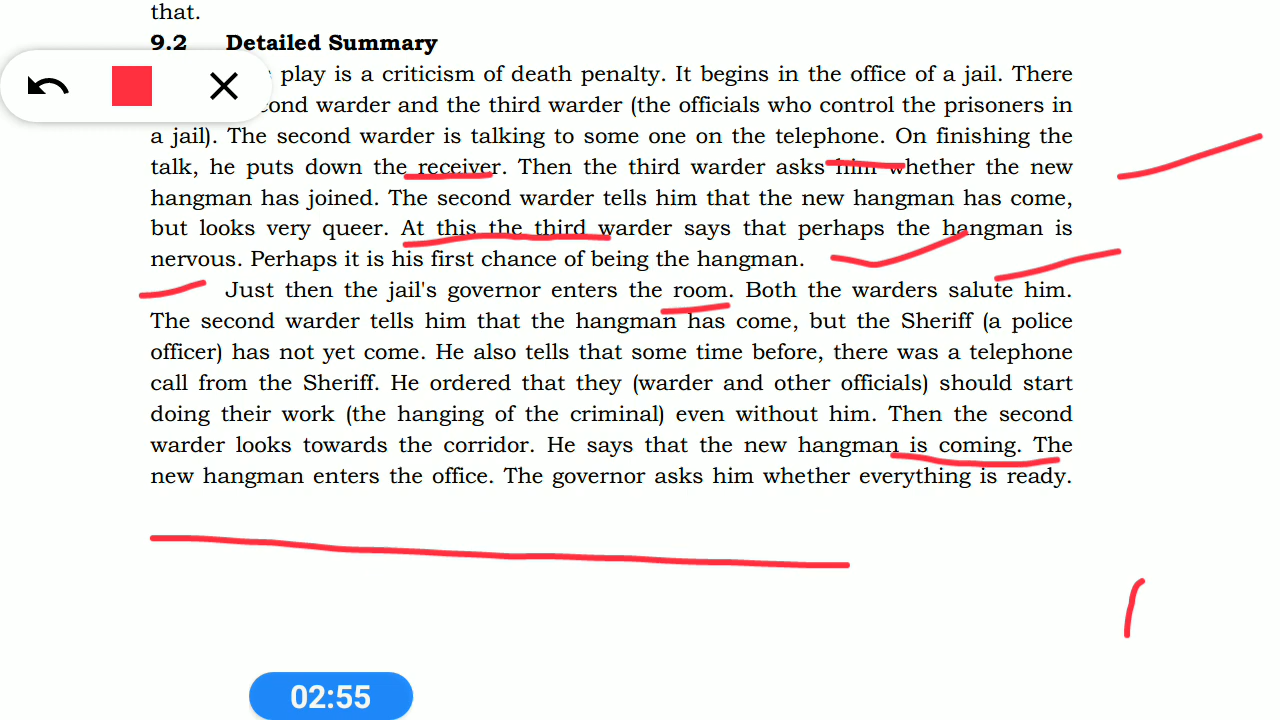 that.
9.2 Detailed Summary
play is a criticism of death penalty. It begins in the office of a jail. There
warder and the third warder (the officials who control the prisoners in
a jail). The second warder is talking to some one on the telephone. On finishing the
talk, he puts down the receiver. Then the third warder asks him whether the new
hangman has joined. The second warder tells him that the new hangman has come,
but looks very queer. At this the third warder says that perhaps the hangman is
nervous. Perhaps it is his first chance of being the hangman.
Just then the jail's governor enters the room. Both the warders salute him.
The second warder tells him that the hangman has come, but the Sheriff (a police
officer) has not yet come. He also tells that some time before, there was a telephone
call from the Sheriff. He ordered that they (warder and other officials) should start
doing their work (the hanging of the criminal) even without him. Then the second
warder looks towards the corridor. He says that the new hangman is coming. The
new hangman enters the office. The governor asks him whether everything is ready.
02:55